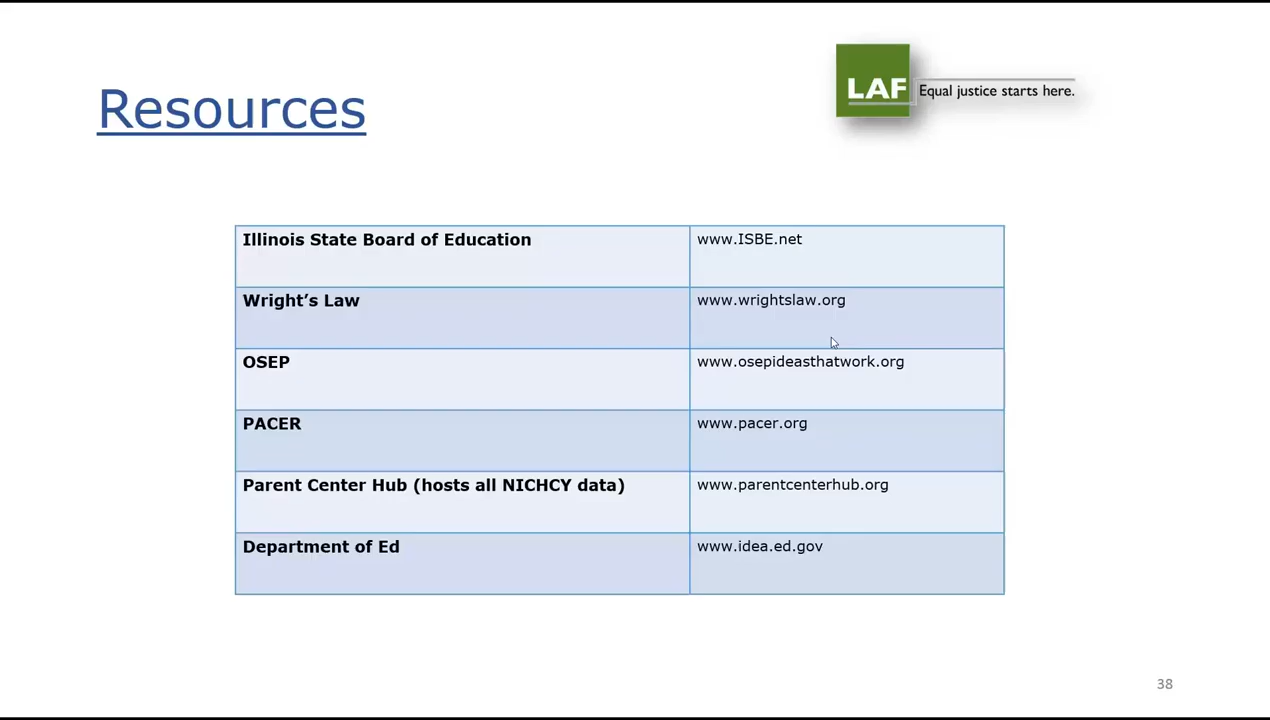 Resources
LAF Equal justice starts here.
Illinois State Board of Education www.ISBE.net
Wright’s Law www.wrightslaw.org
OSEP www.osepideasthatwork.org
PACER www.pacer.org
Parent Center Hub (hosts all NICHCY data) www.parentcenterhub.org
Department of Ed www.idea.ed.gov
38